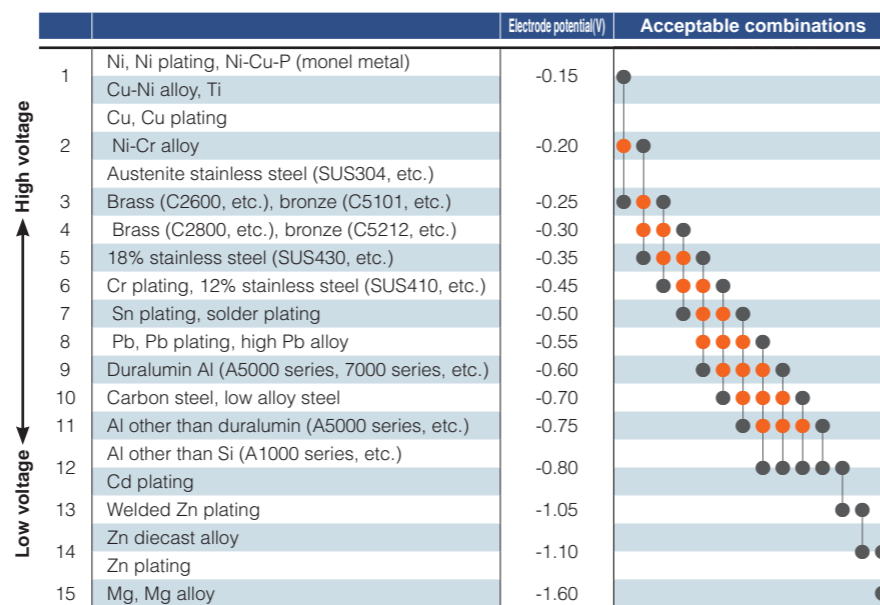 Electrode potential(V) Acceptable combinations
Ni, Ni plating, Ni-Cu-P (monel metal)
1 -0.15
Cu-Ni alloy, Ti
Cu, Cu plating
2 Ni-Cr alloy -0.20
Austenite stainless steel (SUS304, etc.)
3 Brass (C2600, etc.), bronze (C5101, etc.) -0.25
4 Brass (C2800, etc.), bronze (C5212, etc.) -0.30
5 18% stainless steel (SUS430, etc.) -0.35
6 Cr plating, 12% stainless steel (SUS410, etc.) -0.45
7 Sn plating, solder plating -0.50
8 Pb, Pb plating, high Pb alloy -0.55
9 Duralumin Al (A5000 series, 7000 series, etc.) -0.60
10 Carbon steel, low alloy steel -0.70
11 Al other than duralumin (A5000 series, etc.) -0.75
Al other than Si (A1000 series, etc.)
12 -0.80
Cd plating
13 Welded Zn plating -1.05
Zn diecast alloy
14 -1.10
Zn plating
15 Mg, Mg alloy -1.60
High voltage
Low voltage